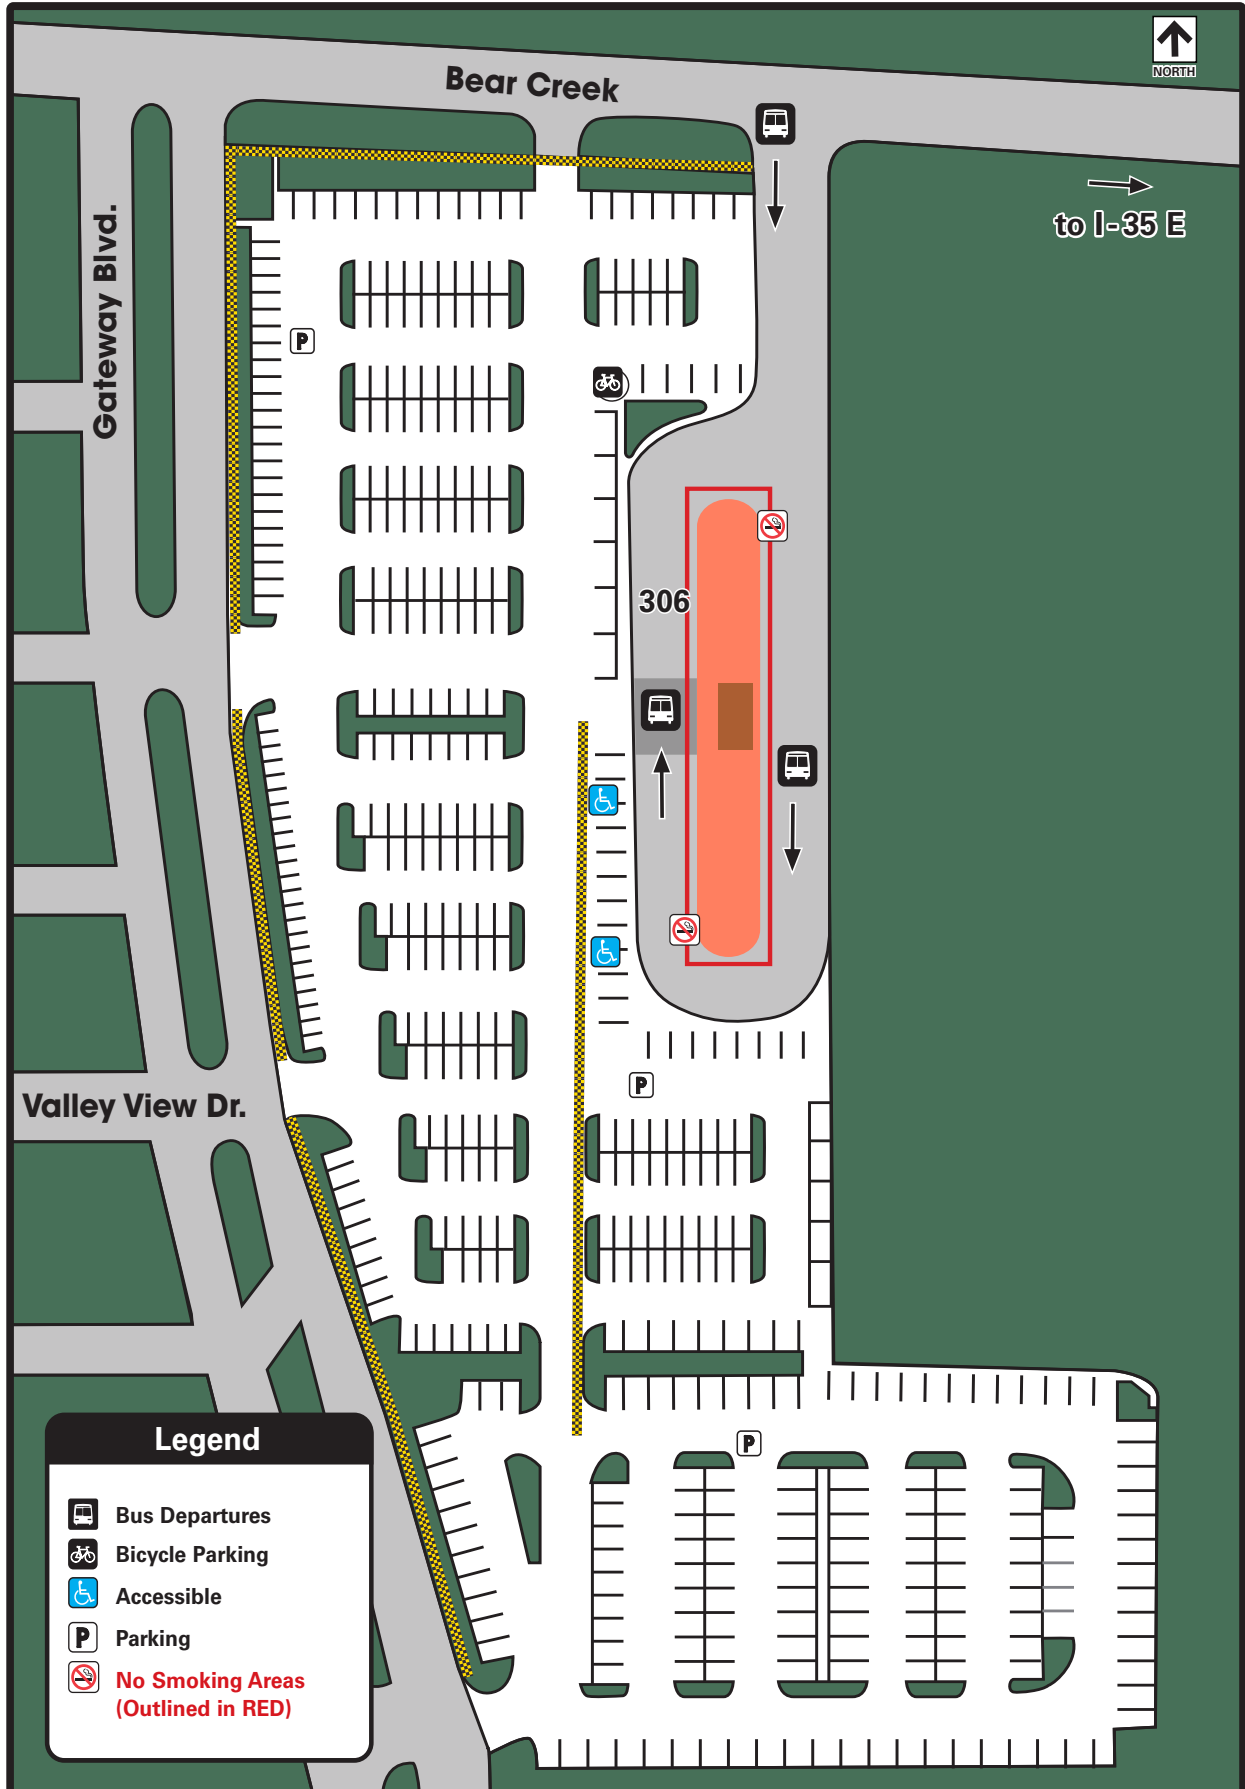 Bear Creek
NORTH
to I-35 E
Gateway Blvd.
P
306
Valley View Dr.
P
P
Legend
Bus Departures
Bicycle Parking
Accessible
P Parking
No Smoking Areas
(Outlined in RED)